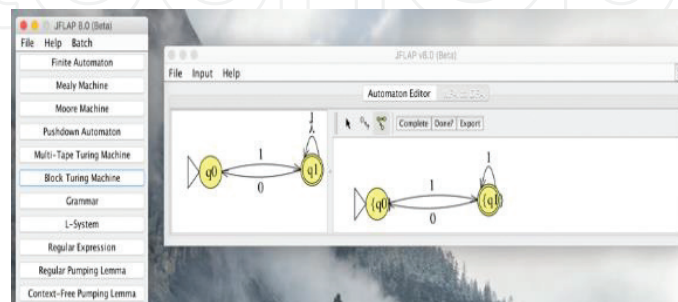 JFLAP 8.0 (Beta)
File Help Batch
Finite Automaton
Mealy Machine
Moore Machine
Pushdown Automaton
Multi-Tape Turing Machine
Block Turing Machine
Grammar
L-System
Regular Expression
Regular Pumping Lemma
Context-Free Pumping Lemma
JFLAP v8.0 (Beta)
File Input Help
Automaton Editor
Complete Done? Export
q0
1
0
q1
{q0}
1
0
{q1}
1